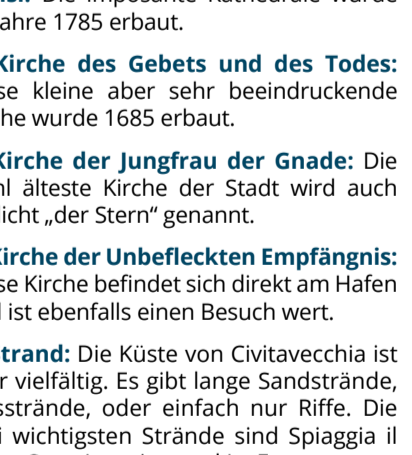 Die imposante Kathedrale wurde
ahre 1785 erbaut.
Kirche des Gebets und des Todes:
se kleine aber sehr beeindruckende
he wurde 1685 erbaut.
Kirche der Jungfrau der Gnade: Die
hl älteste Kirche der Stadt wird auch
licht „der Stern“ genannt.
Kirche der Unbefleckten Empfängnis:
se Kirche befindet sich direkt am Hafen
l ist ebenfalls einen Besuch wert.
strand: Die Küste von Civitavecchia ist
r vielfältig. Es gibt lange Sandstrände,
sstrände, oder einfach nur Riffe. Die
i wichtigsten Strände sind Spiaggia il